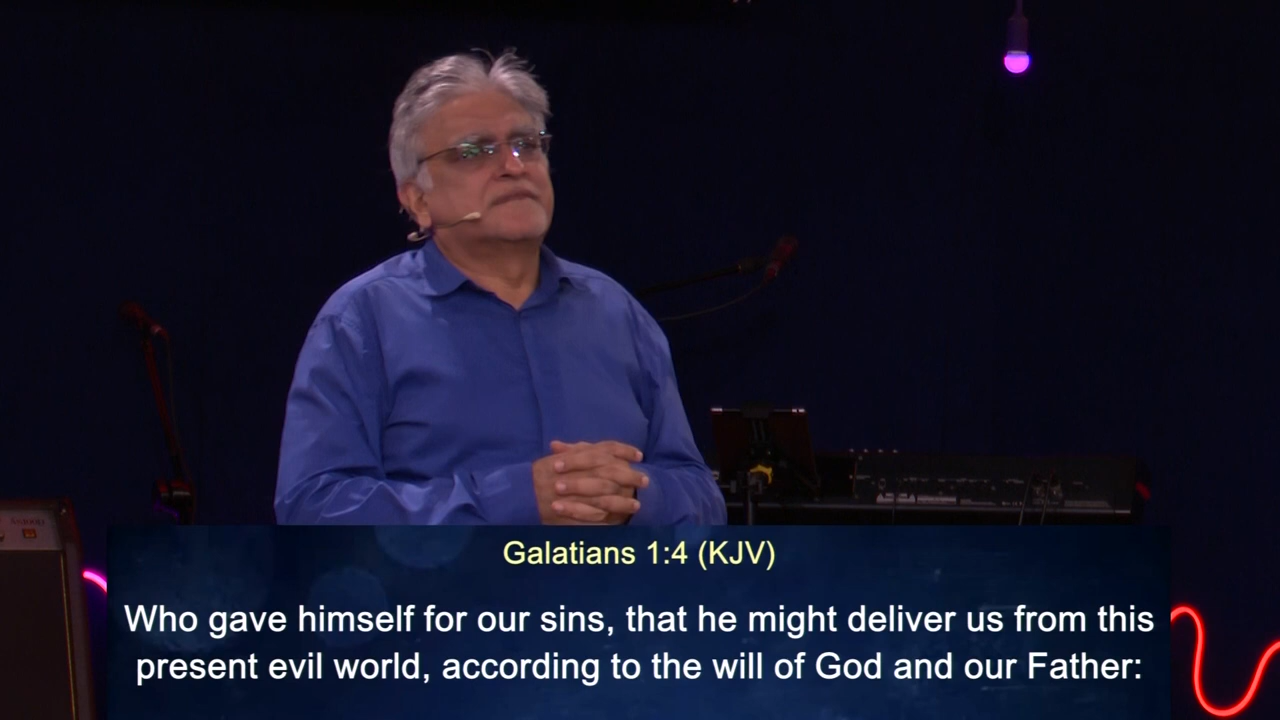 Galatians 1:4 (KJV)
Who gave himself for our sins, that he might deliver us from this
present evil world, according to the will of God and our Father: